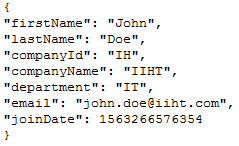 {
"firstName": "John",
"lastName": "Doe",
"companyId": "IH",
"companyName": "IIHT",
"department": "IT",
"email": "john.doe@iiht.com",
"joinDate": 1563266576354
}